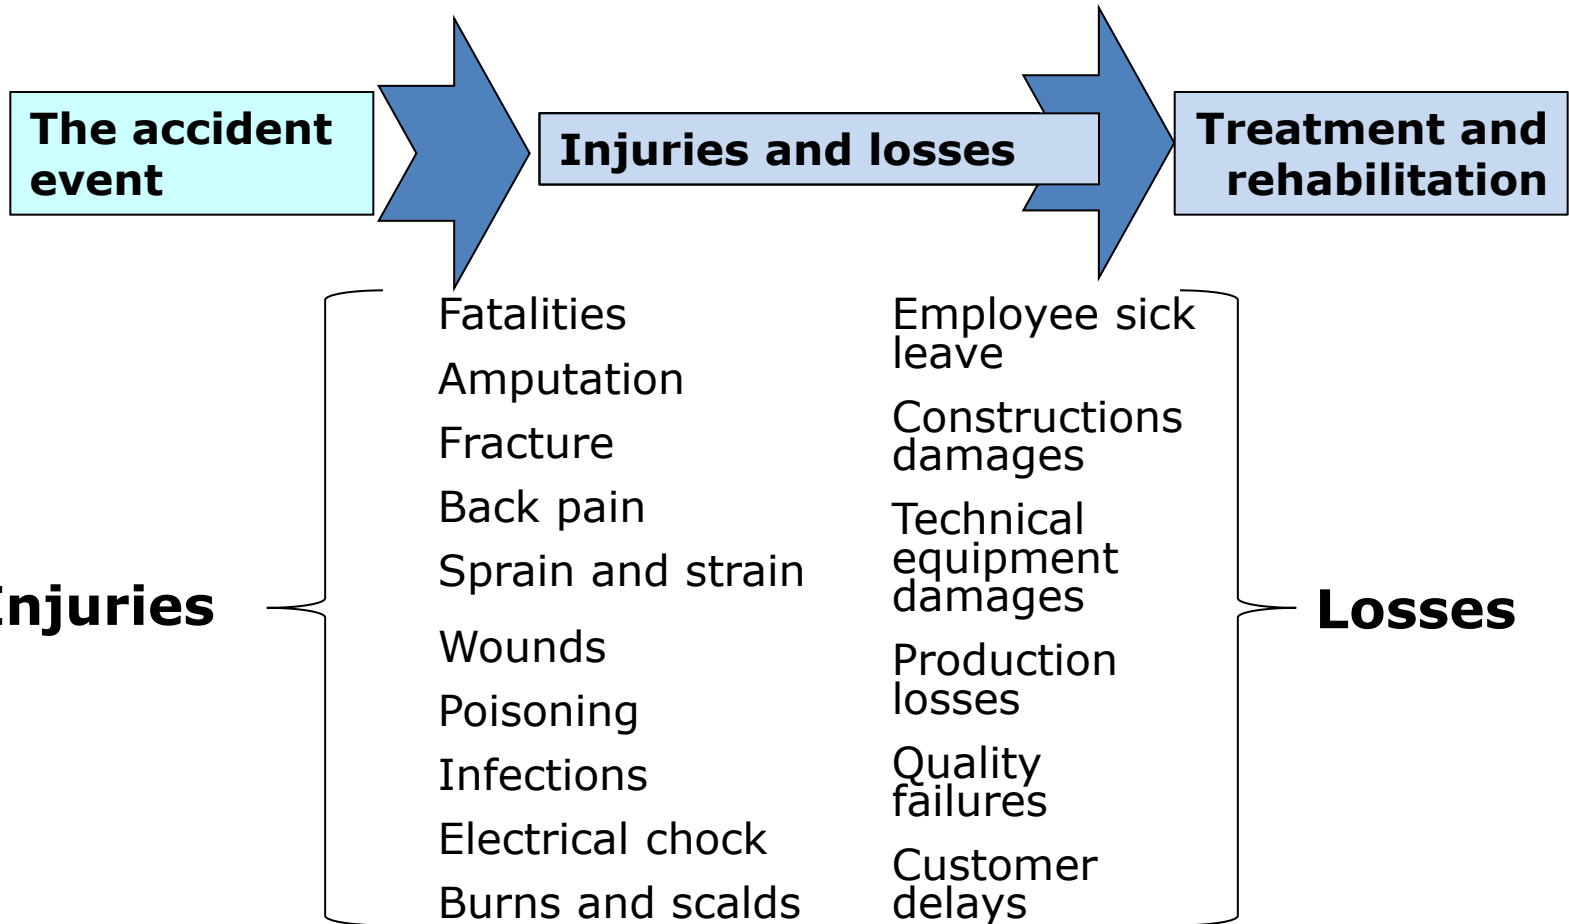 The accident
event
Injuries and losses
Treatment and
rehabilitation
Injuries
Fatalities
Amputation
Fracture
Back pain
Sprain and strain
Wounds
Poisoning
Infections
Electrical chock
Burns and scalds
Employee sick
leave
Constructions
damages
Technical
equipment
damages
Production
losses
Quality
failures
Customer
delays
Losses